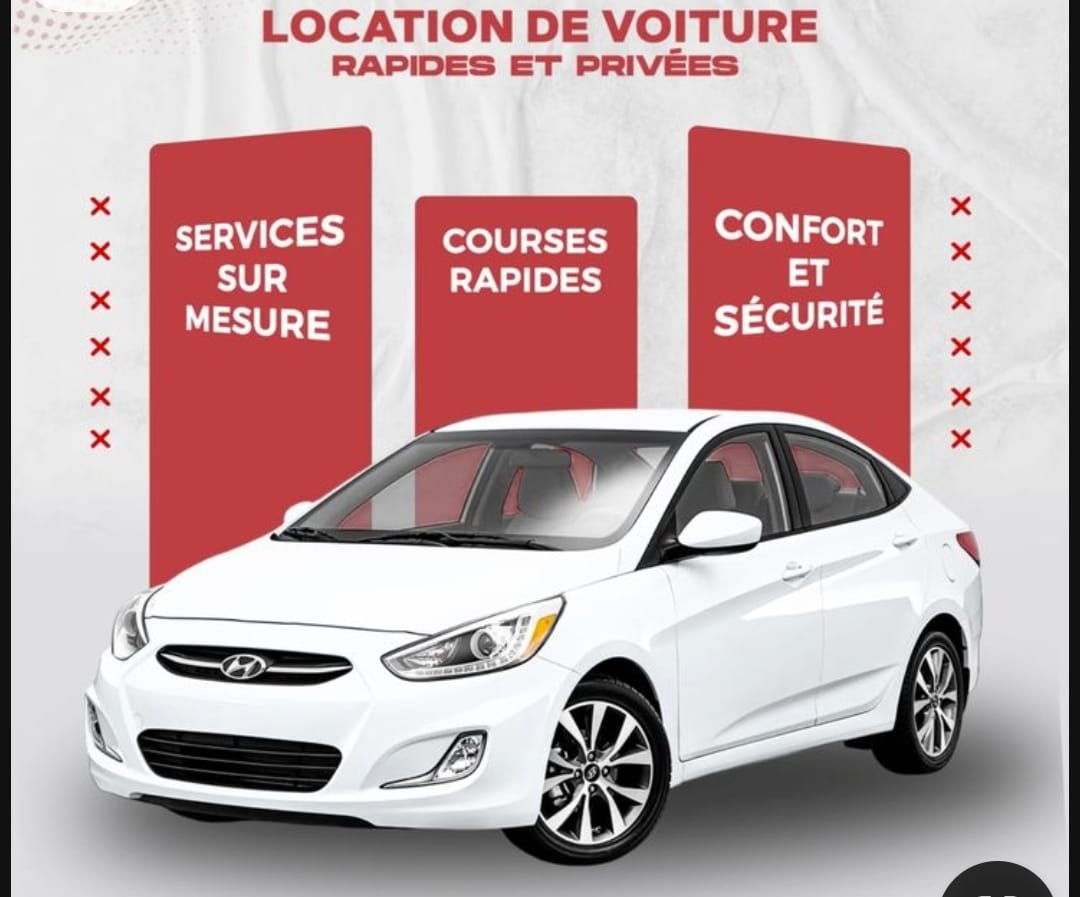 LOCATION DE VOITURE
RAPIDES ET PRIVÉES
SERVICES
SUR
MESURE
COURSES
RAPIDES
CONFORT
ET
SÉCURITÉ